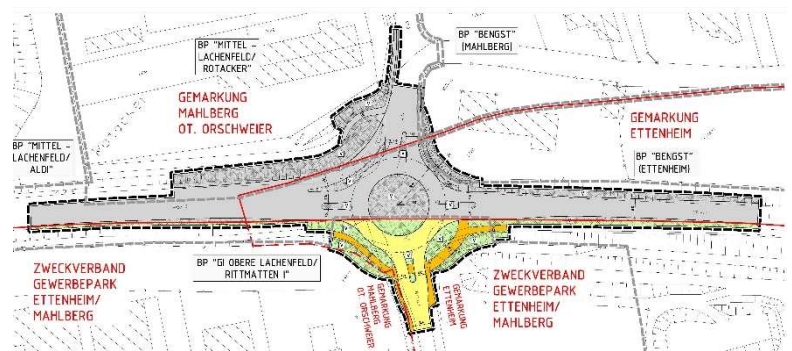 BP "MITTEL -
LACHENFELD/
ROTACKER"
BP "BENGST"
(MAHLBERG)
GEMARKUNG
MAHLBERG
OT. ORSCHWEIER
GEMARKUNG
ETTENHEIM
BP "MITTEL -
LACHENFELD/
ALDI"
BP "BENGST"
(ETTENHEIM)
ZWECKVERBAND
GEWERBEPARK
ETTENHEIM/
MAHLBERG
BP "GI OBERE LACHENFELD/
RITTMATTEN I"
GEMARKUNG
MAHLBERG
OT. ORSCHWEIER
GEMARKUNG
ETTENHEIM
ZWECKVERBAND
GEWERBEPARK
ETTENHEIM/
MAHLBERG